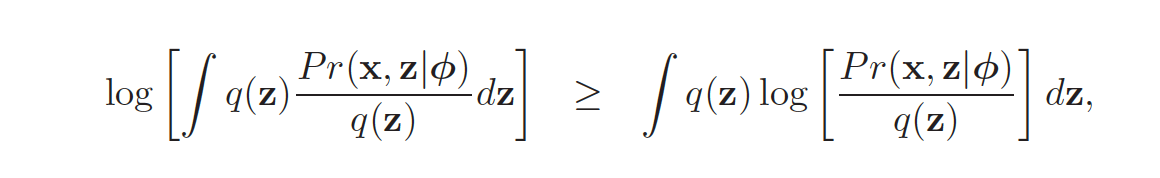 log [ ∫ q(𝐳) Pr(𝐱, 𝐳|𝝓)/q(𝐳) d𝐳 ] ≥ ∫ q(𝐳) log [ Pr(𝐱, 𝐳|𝝓)/q(𝐳) ] d𝐳,